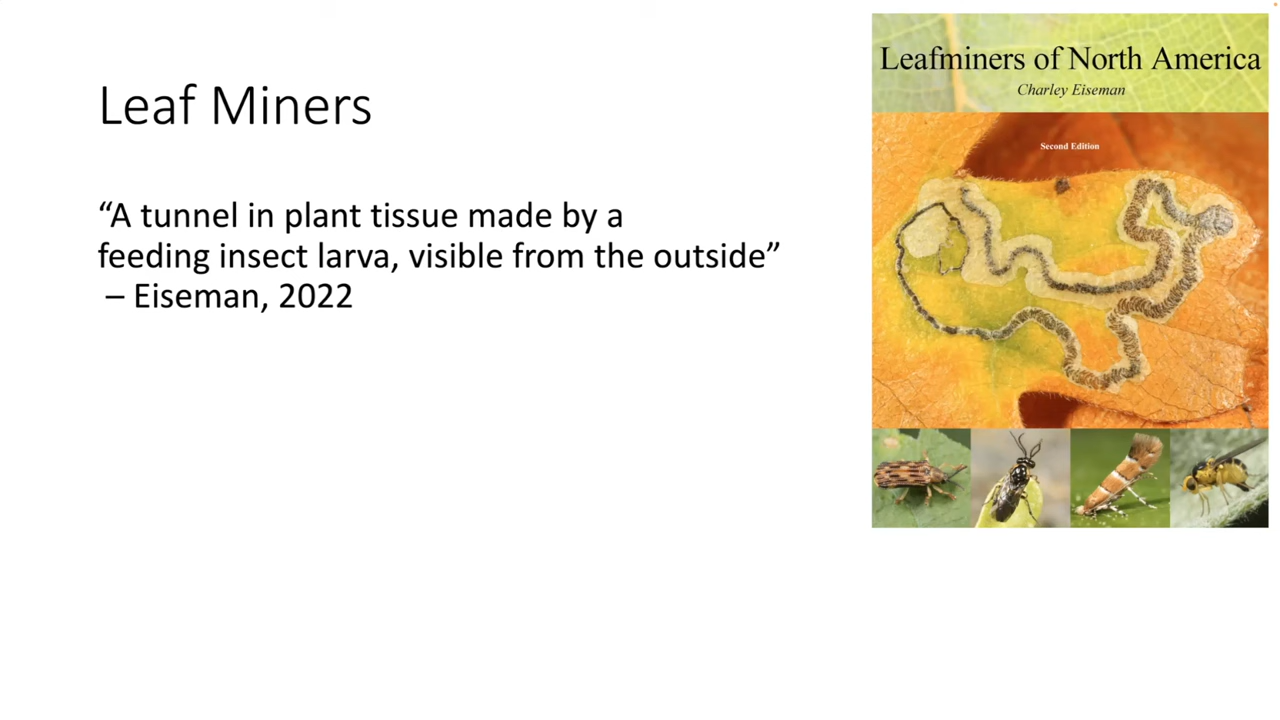 Leaf Miners
“A tunnel in plant tissue made by a
feeding insect larva, visible from the outside”
– Eiseman, 2022
Leafminers of North America
Charley Eiseman
Second Edition